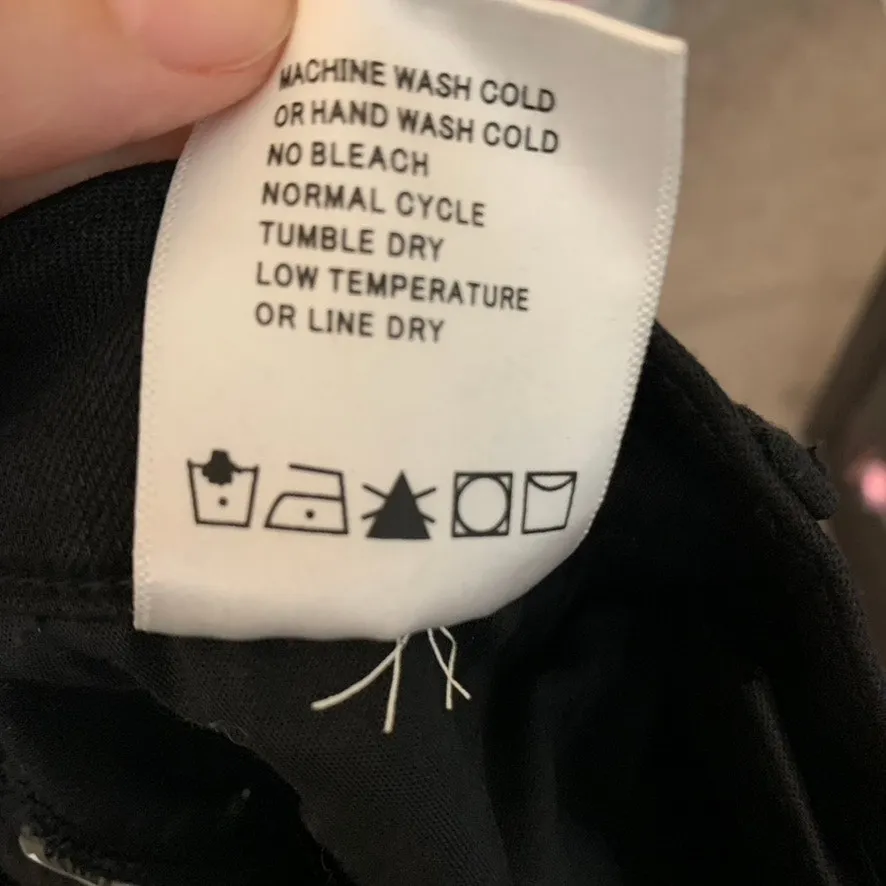 MACHINE WASH COLD
OR HAND WASH COLD
NO BLEACH
NORMAL CYCLE
TUMBLE DRY
LOW TEMPERATURE
OR LINE DRY